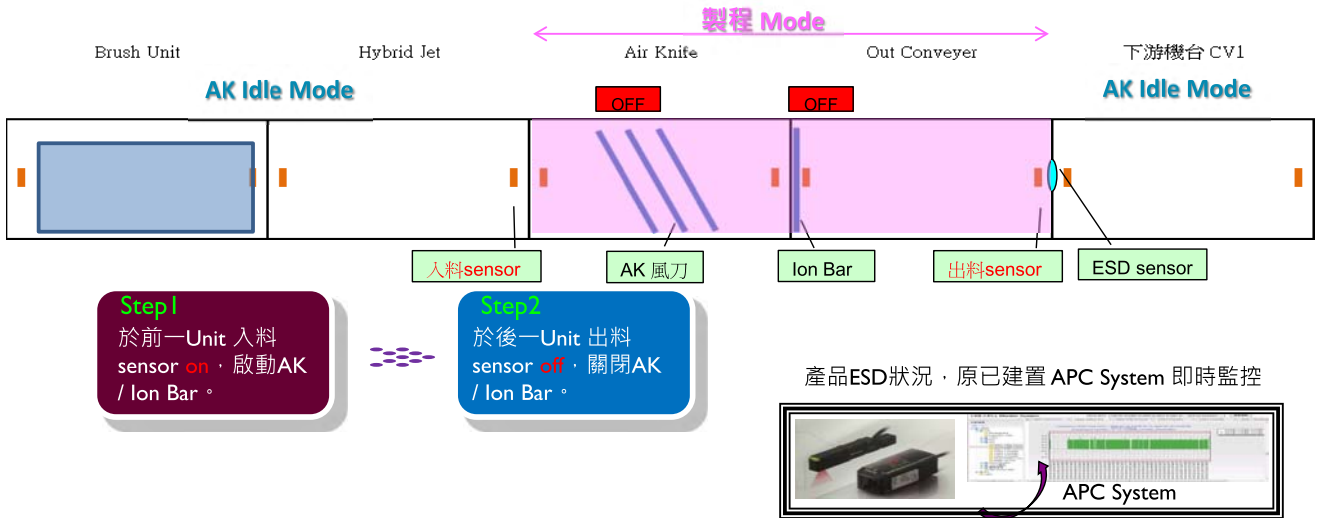 製程 Mode
Brush Unit
Hybrid Jet
Air Knife
Out Conveyer
下游機台 CV1
AK Idle Mode
OFF
OFF
AK Idle Mode
入料sensor
AK 風刀
Ion Bar
出料sensor
ESD sensor
Step1
於前一Unit 入料
sensor on，啟動AK
/ Ion Bar。
Step2
於後一Unit 出料
sensor off，關閉AK
/ Ion Bar。
產品ESD狀況，原已建置 APC System 即時監控
APC System